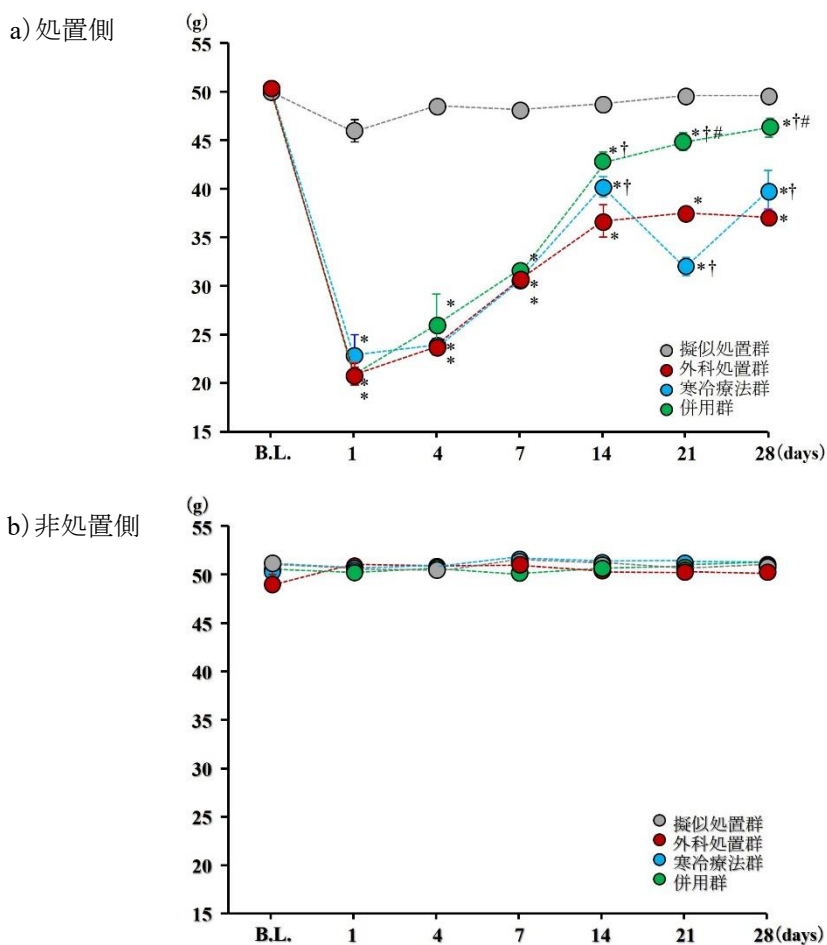 a)処置側
(g)
55
50
45
40
35
30
25
20
15
B.L. 1 4 7 14 21 28(days)
* * *
* * *
* * *
*† *† *
*†# * *†
*†# *† *
擬似処置群
外科処置群
寒冷療法群
併用群
b)非処置側
(g)
55
50
45
40
35
30
25
20
15
B.L. 1 4 7 14 21 28(days)
擬似処置群
外科処置群
寒冷療法群
併用群